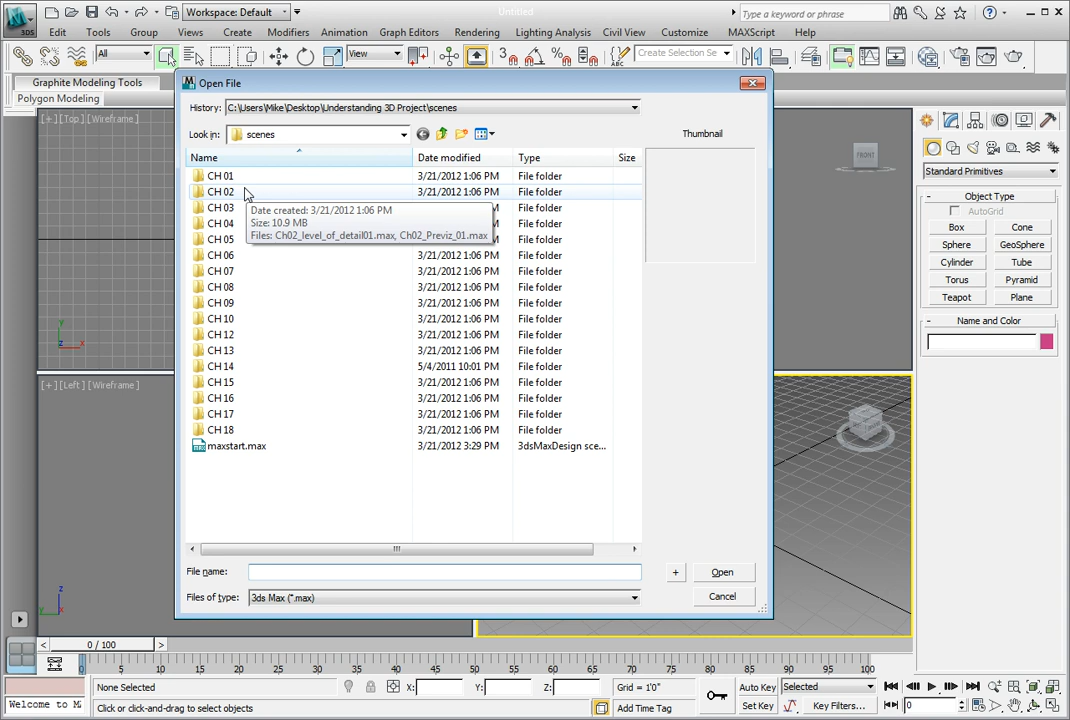 Workspace: Default
Untitled
Type a keyword or phrase
3DS
Edit Tools Group Views Create Modifiers Animation Graph Editors Rendering Lighting Analysis Civil View Customize MAXScript Help
All
View
Create Selection Se
Graphite Modeling Tools
Polygon Modeling
[+] [Top] [Wireframe]
Open File
History: C:\Users\Mike\Desktop\Understanding 3D Project\scenes
Look in: scenes
Thumbnail
Name Date modified Type Size
CH 01 3/21/2012 1:06 PM File folder
CH 02 3/21/2012 1:06 PM File folder
CH 03 M File folder
CH 04 M File folder
CH 05 M File folder
Date created: 3/21/2012 1:06 PM
Size: 10.9 MB
Files: Ch02_level_of_detail01.max, Ch02_Previz_01.max
CH 06 3/21/2012 1:06 PM File folder
CH 07 3/21/2012 1:06 PM File folder
CH 08 3/21/2012 1:06 PM File folder
CH 09 3/21/2012 1:06 PM File folder
CH 10 3/21/2012 1:06 PM File folder
CH 12 3/21/2012 1:06 PM File folder
CH 13 3/21/2012 1:06 PM File folder
CH 14 5/4/2011 10:01 PM File folder
CH 15 3/21/2012 1:06 PM File folder
CH 16 3/21/2012 1:06 PM File folder
CH 17 3/21/2012 1:06 PM File folder
CH 18 3/21/2012 1:06 PM File folder
maxstart.max 3/21/2012 3:29 PM 3dsMaxDesign sce...
File name:
+
Open
Files of type: 3ds Max (*.max)
Cancel
FRONT
Standard Primitives
- Object Type
AutoGrid
Box Cone
Sphere GeoSphere
Cylinder Tube
Torus Pyramid
Teapot Plane
- Name and Color
y
z x
[+] [Left] [Wireframe]
z
y
< 0 / 100 >
0 5 10 15 20 25 30 35 40 45 50 55 60 65 70 75 80 85 90 95 100
None Selected
X: Y: Z:
Grid = 1'0"
Auto Key Selected
Welcome to M
Click or click-and-drag to select objects
Add Time Tag
Set Key Key Filters...
0